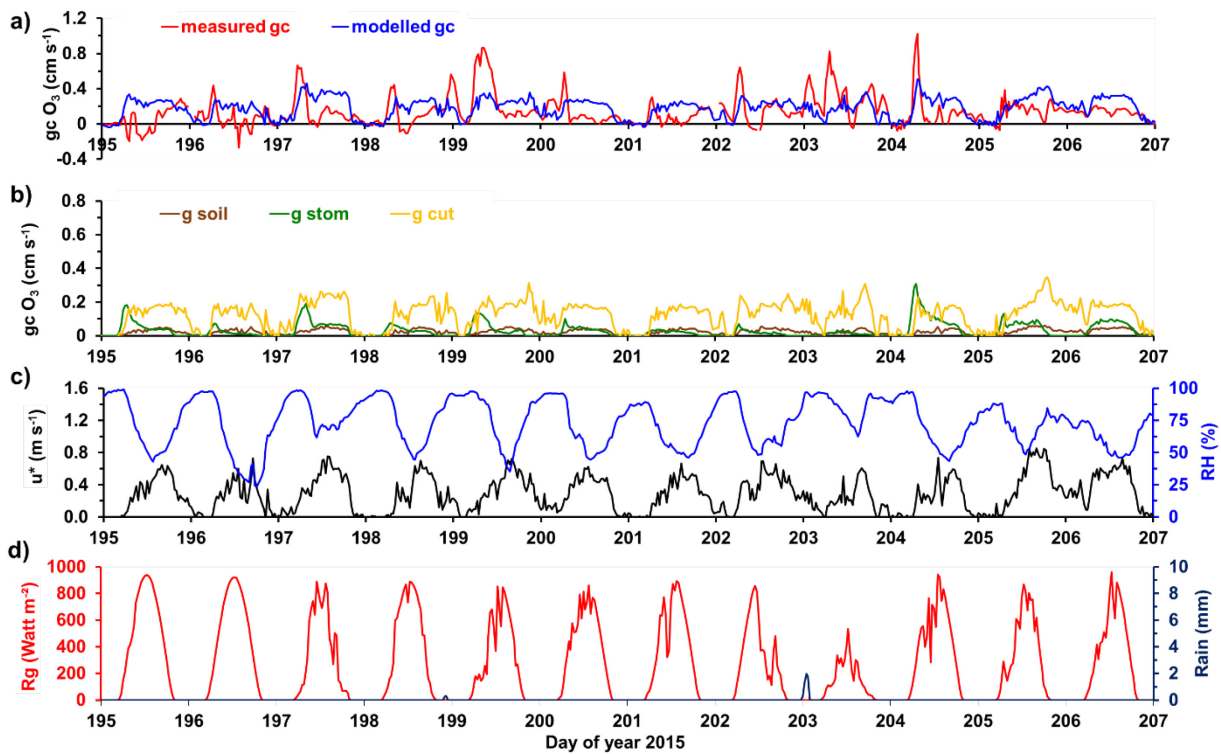 a)
measured gc modelled gc
gc O₃ (cm s⁻¹)
1.2
0.8
0.4
0
-0.4
195 196 197 198 199 200 201 202 203 204 205 206 207
b)
g soil g stom g cut
gc O₃ (cm s⁻¹)
0.8
0.6
0.4
0.2
0
195 196 197 198 199 200 201 202 203 204 205 206 207
c)
u* (m s⁻¹)
1.6
1.2
0.8
0.4
0.0
100
75
50
25
0
RH (%)
195 196 197 198 199 200 201 202 203 204 205 206 207
d)
Rg (Watt m⁻²)
1000
800
600
400
200
0
10
8
6
4
2
0
Rain (mm)
195 196 197 198 199 200 201 202 203 204 205 206 207
Day of year 2015